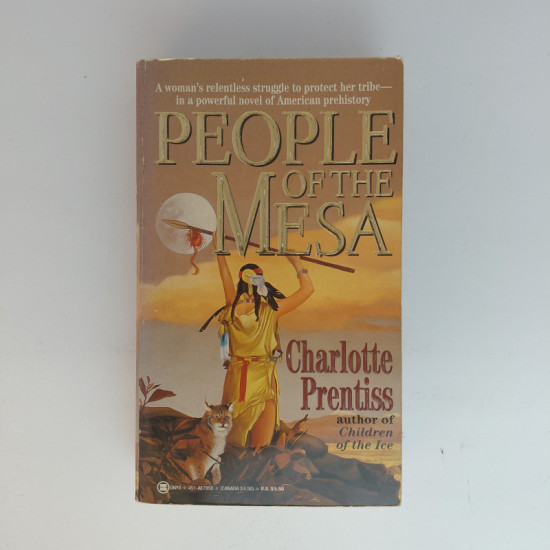 A woman's relentless struggle to protect her tribe—
in a powerful novel of American prehistory
PEOPLE
OF THE
MESA
Charlotte
Prentiss
author of
Children
of the Ice